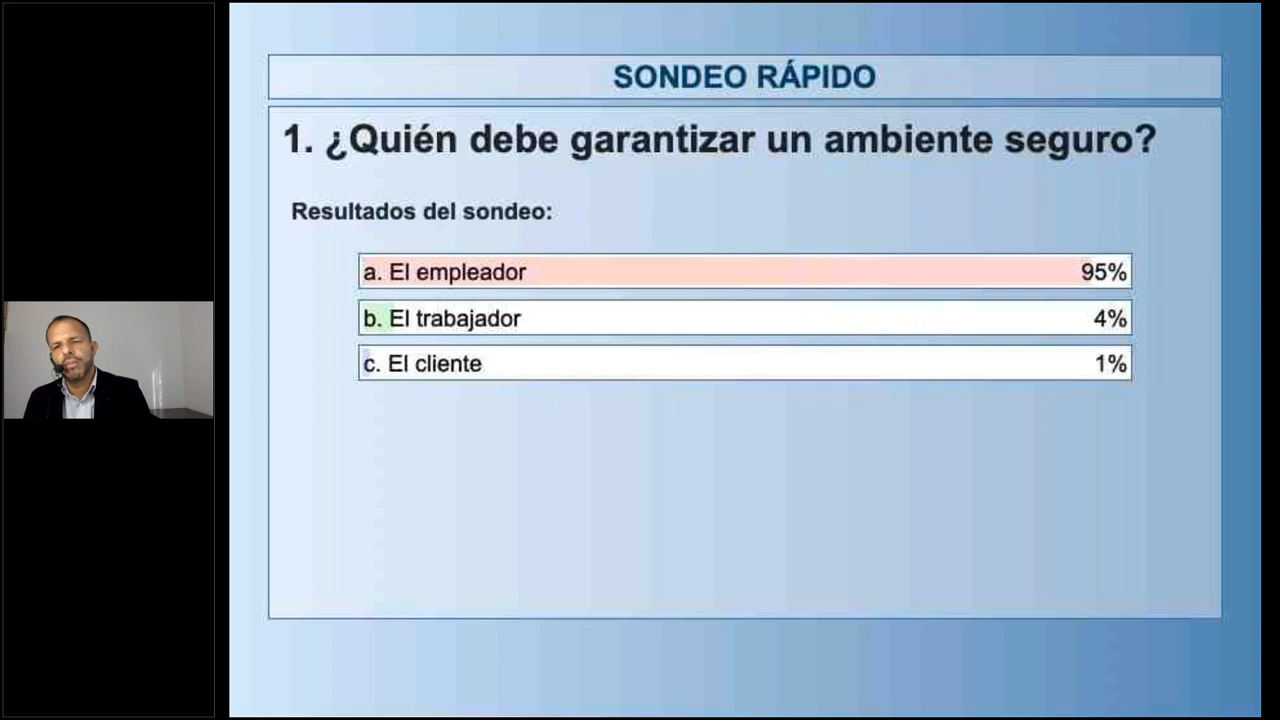 SONDEO RÁPIDO
1. ¿Quién debe garantizar un ambiente seguro?
Resultados del sondeo:
a. El empleador 95%
b. El trabajador 4%
c. El cliente 1%